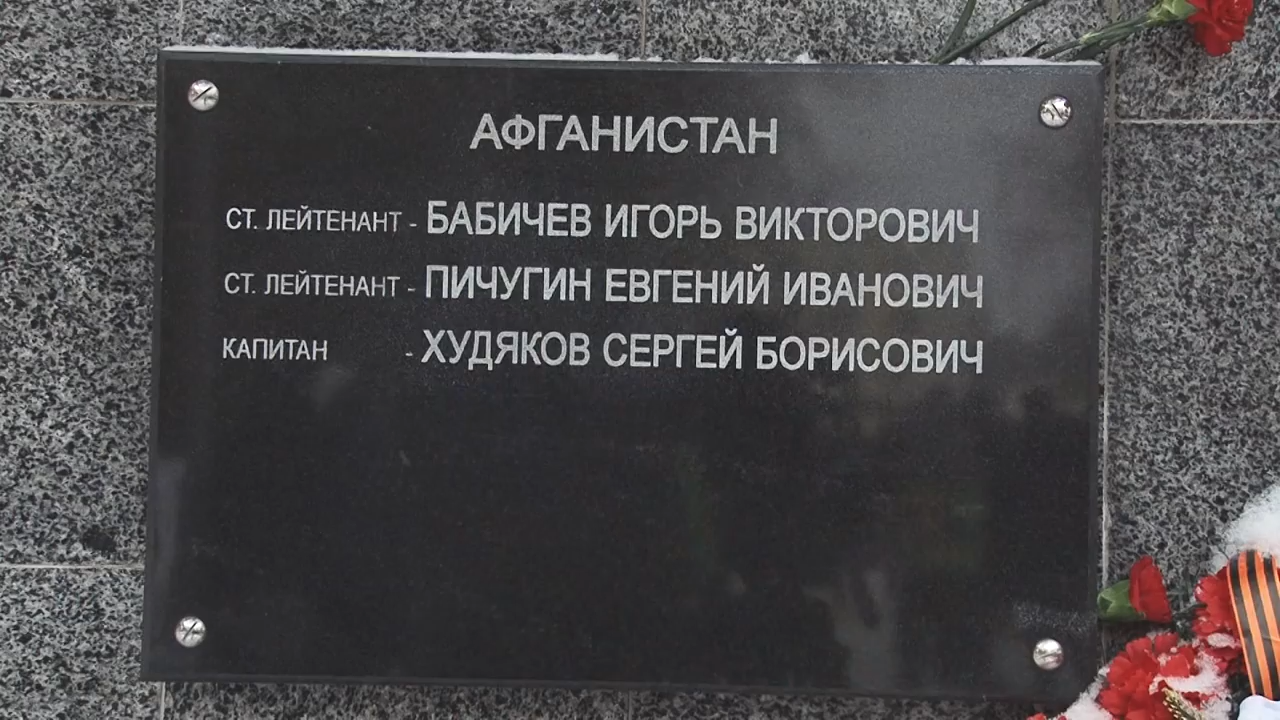 АФГАНИСТАН
СТ. ЛЕЙТЕНАНТ - БАБИЧЕВ ИГОРЬ ВИКТОРОВИЧ
СТ. ЛЕЙТЕНАНТ - ПИЧУГИН ЕВГЕНИЙ ИВАНОВИЧ
КАПИТАН - ХУДЯКОВ СЕРГЕЙ БОРИСОВИЧ